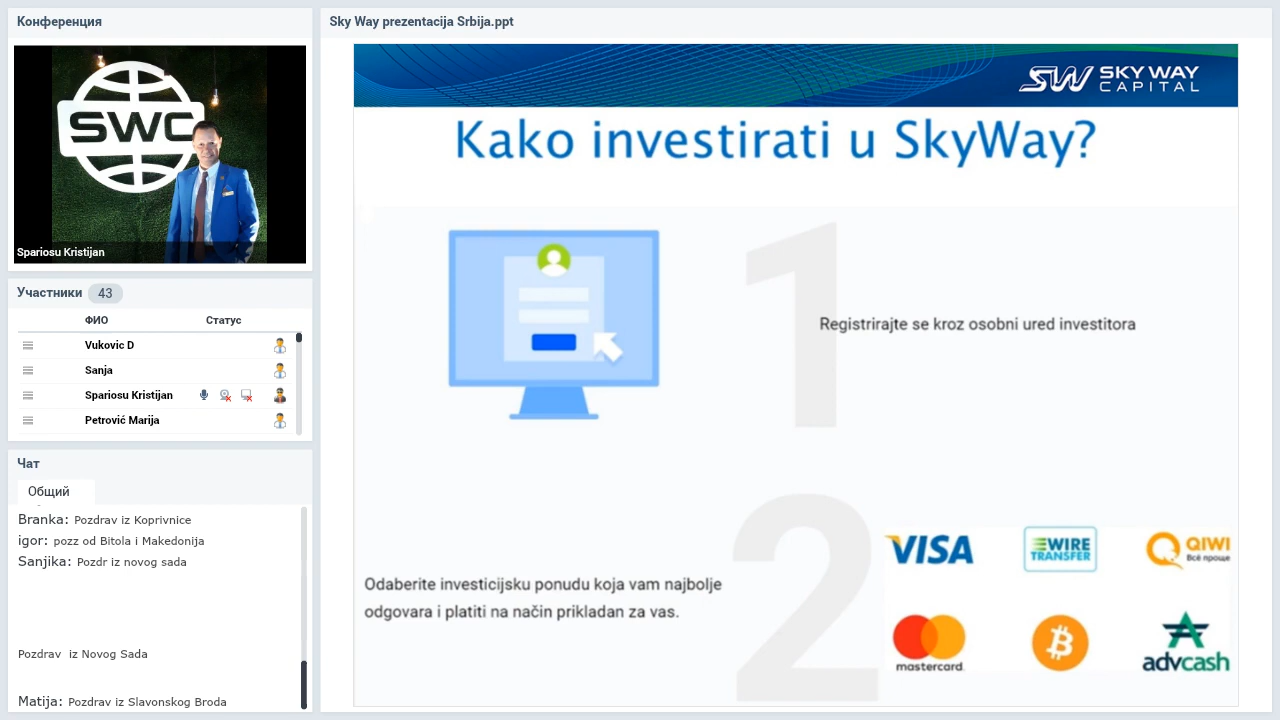 Конференция
SWC
Spariosu Kristijan
Участники 43
ФИО Статус
Vukovic D
Sanja
Spariosu Kristijan
Petrović Marija
Чат
Общий
Branka: Pozdrav iz Koprivnice
igor: pozz od Bitola i Makedonija
Sanjika: Pozdr iz novog sada
Pozdrav iz Novog Sada
Matija: Pozdrav iz Slavonskog Broda
Sky Way prezentacija Srbija.ppt
SW SKY WAY
CAPITAL
Kako investirati u SkyWay?
1
Registrirajte se kroz osobni ured investitora
2
Odaberite investicijsku ponudu koja vam najbolje
odgovara i platiti na način prikladan za vas.
VISA
WIRE
TRANSFER
QIWI
Всё проще
mastercard.
advcash